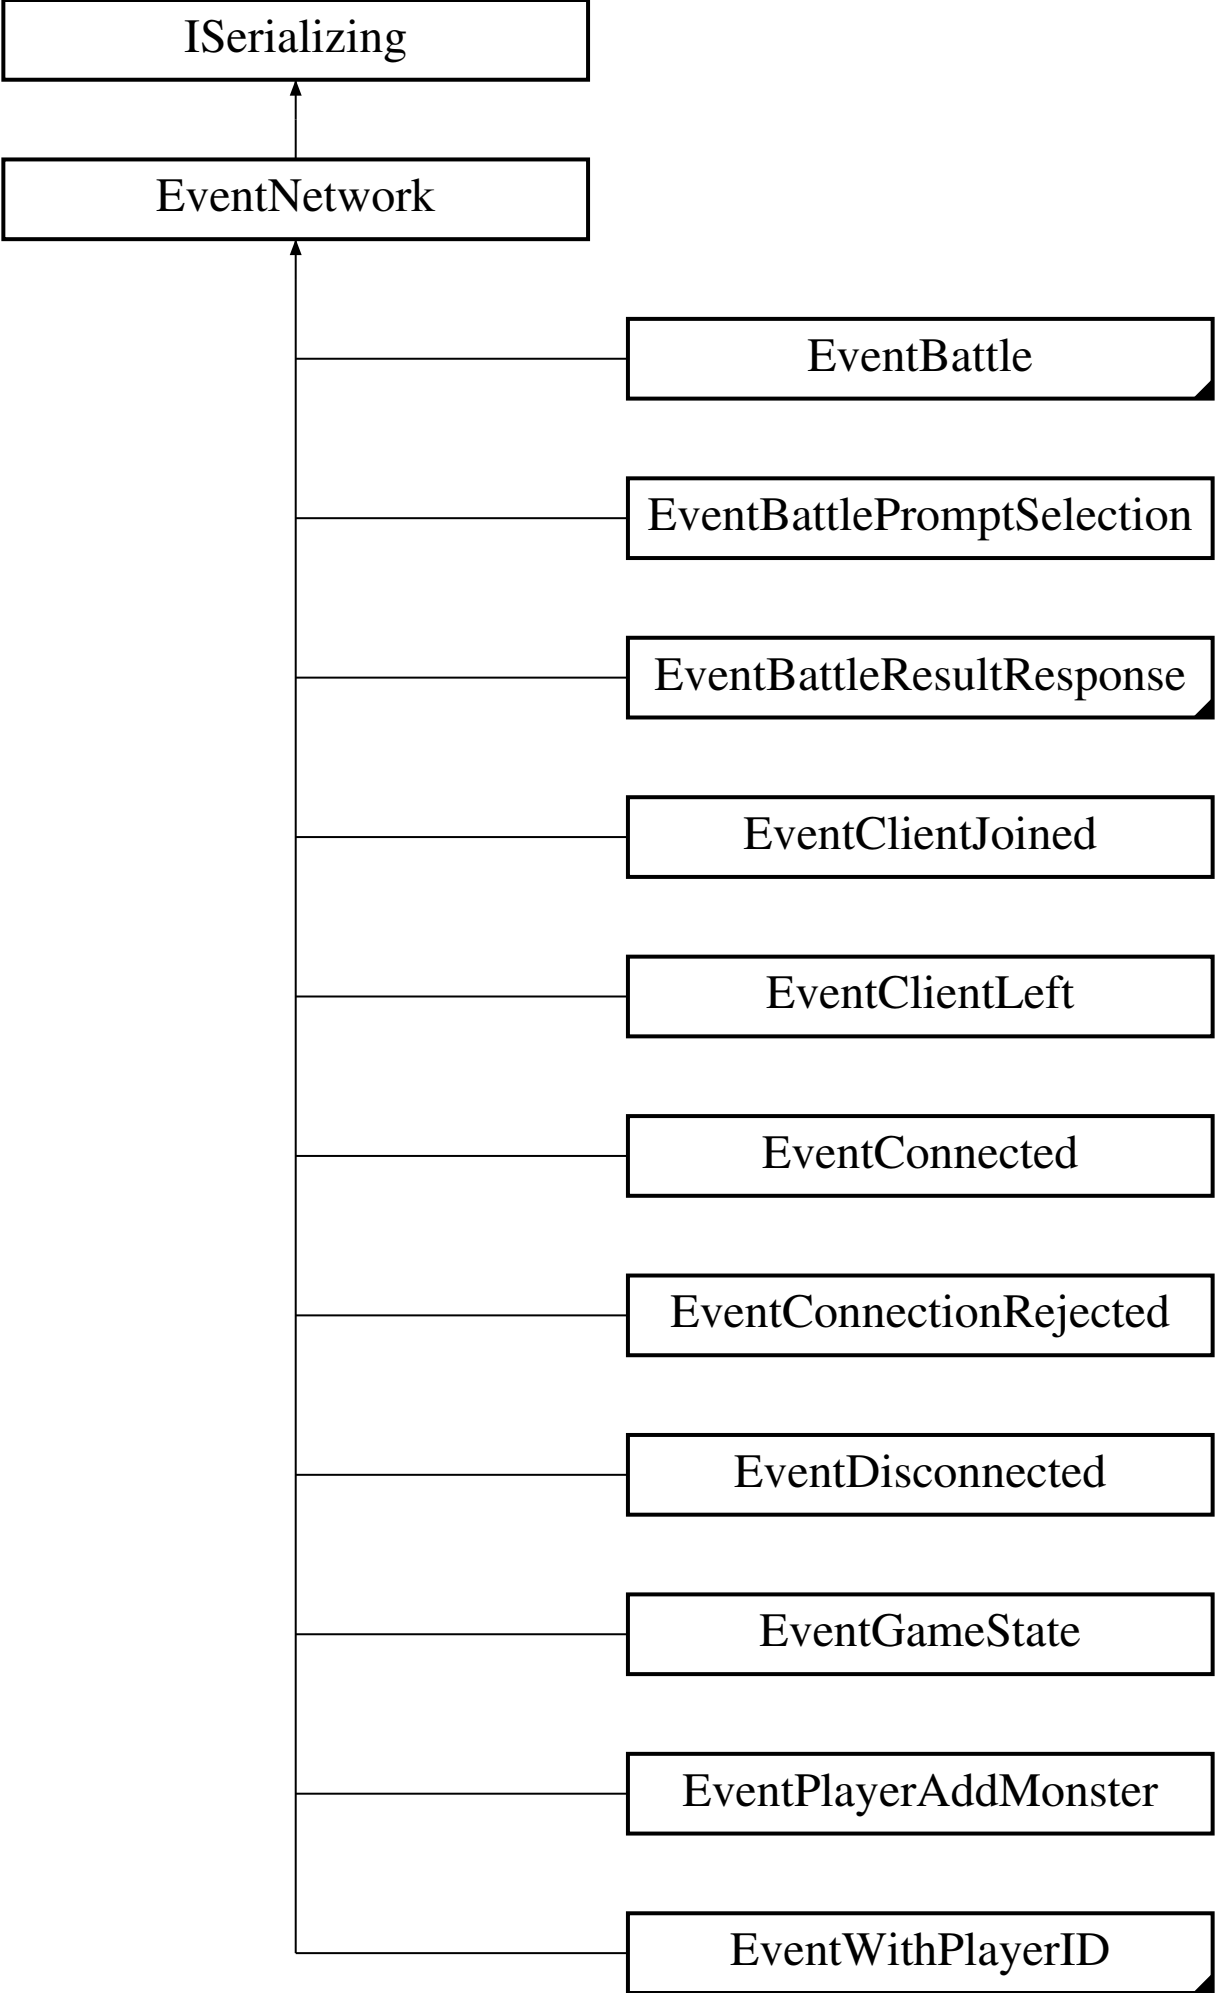 ISerializing
EventNetwork
EventBattle
EventBattlePromptSelection
EventBattleResultResponse
EventClientJoined
EventClientLeft
EventConnected
EventConnectionRejected
EventDisconnected
EventGameState
EventPlayerAddMonster
EventWithPlayerID